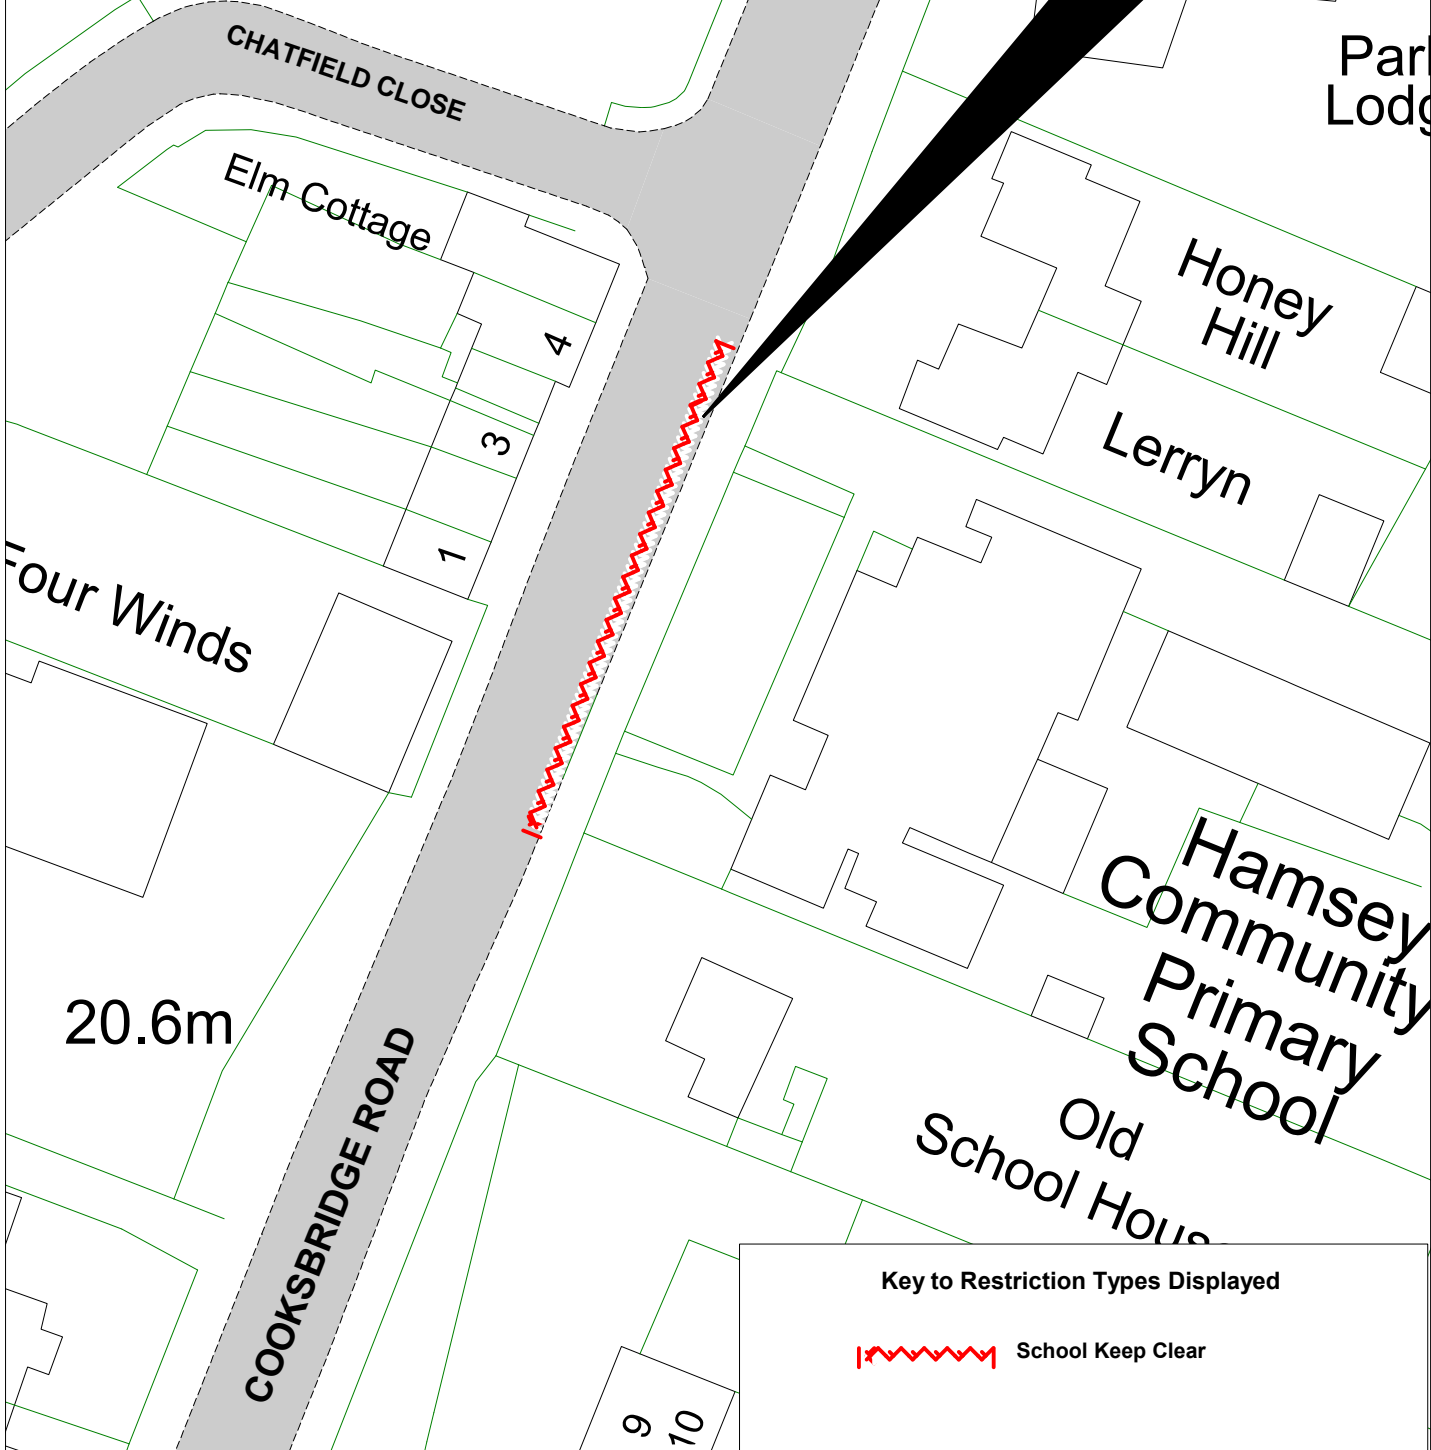 CHATFIELD CLOSE
Elm Cottage
Honey
Hill
4
3
Lerryn
1
Four Winds
Hamsey
Community
Primary
School
20.6m
COOKSBRIDGE ROAD
Old
School House
9
10
Key to Restriction Types Displayed
School Keep Clear